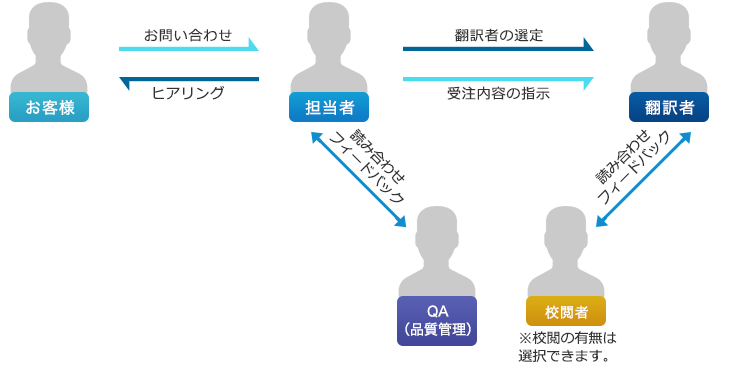 お問い合わせ
ヒアリング
翻訳者の選定
受注内容の指示
お客様
担当者
翻訳者
読み合わせ
フィードバック
読み合わせ
フィードバック
QA
（品質管理）
校閲者
※校閲の有無は
選択できます。